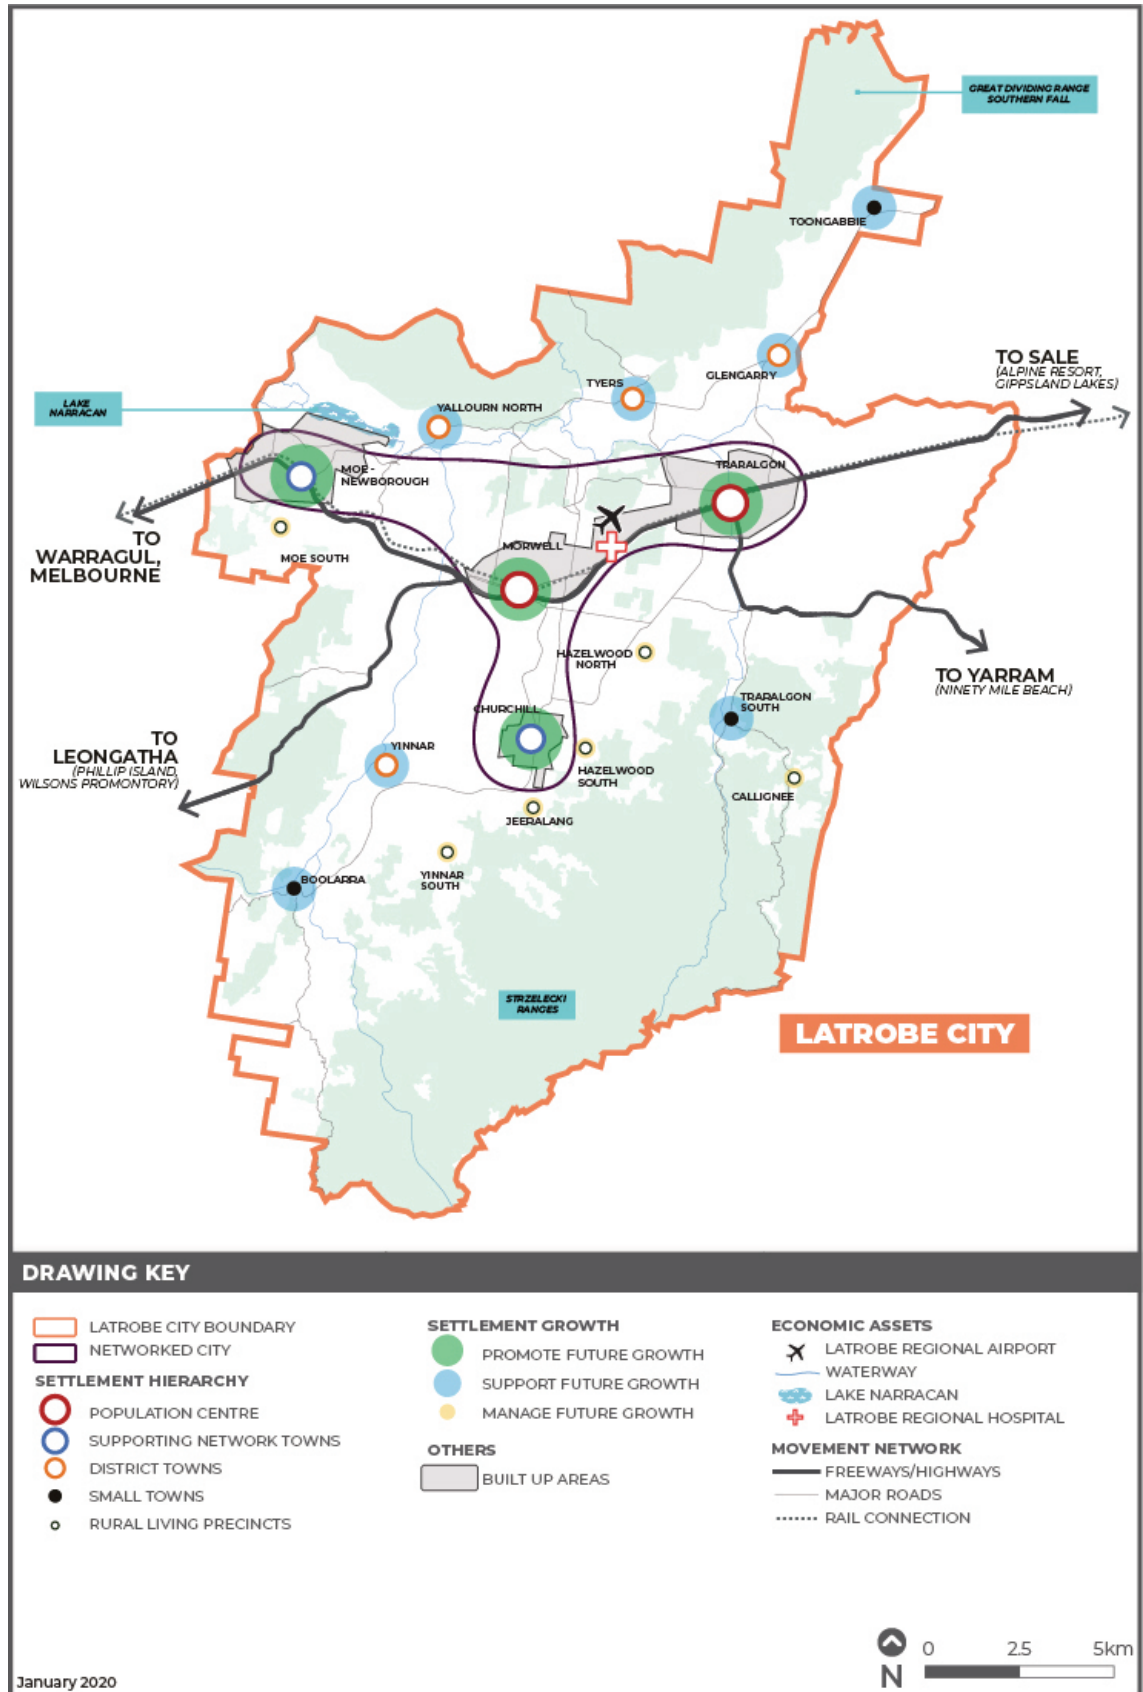 GREAT DIVIDING RANGE
SOUTHERN FALL
TOONGABBIE
TO SALE
(ALPINE RESORT,
GIPPSLAND LAKES)
GLENGARRY
TYERS
LAKE
NARRACAN
YALLOURN NORTH
TRARALGON
MOE -
NEWBOROUGH
TO
WARRAGUL,
MELBOURNE
MORWELL
MOE SOUTH
HAZELWOOD
NORTH
TO YARRAM
(NINETY MILE BEACH)
TRARALGON
SOUTH
CHURCHILL
TO
LEONGATHA
(PHILLIP ISLAND,
WILSONS PROMONTORY)
YINNAR
HAZELWOOD
SOUTH
CALLIGNEE
JEERALANG
BOOLARRA
YINNAR
SOUTH
STRZELECKI
RANGES
LATROBE CITY
DRAWING KEY
LATROBE CITY BOUNDARY
NETWORKED CITY
SETTLEMENT HIERARCHY
POPULATION CENTRE
SUPPORTING NETWORK TOWNS
DISTRICT TOWNS
SMALL TOWNS
RURAL LIVING PRECINCTS
SETTLEMENT GROWTH
PROMOTE FUTURE GROWTH
SUPPORT FUTURE GROWTH
MANAGE FUTURE GROWTH
OTHERS
BUILT UP AREAS
ECONOMIC ASSETS
LATROBE REGIONAL AIRPORT
WATERWAY
LAKE NARRACAN
LATROBE REGIONAL HOSPITAL
MOVEMENT NETWORK
FREEWAYS/HIGHWAYS
MAJOR ROADS
RAIL CONNECTION
N
0 2.5 5km
January 2020